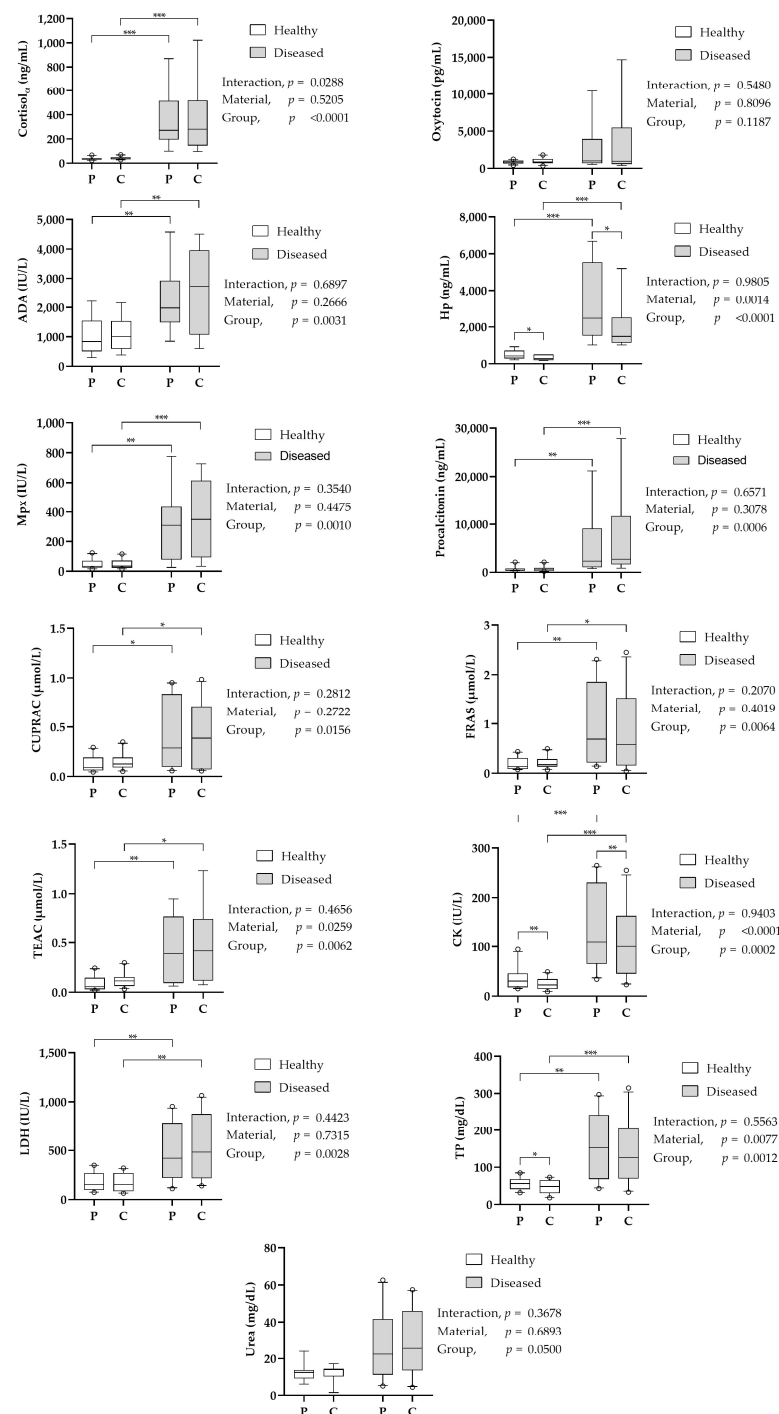 Cortisolα (ng/mL)
1,200
1,000
800
600
400
200
0
*** ***
P C P C
Healthy
Diseased
Interaction, p = 0.0288
Material, p = 0.5205
Group, p <0.0001
Oxytocin (pg/mL)
20,000
15,000
10,000
5,000
0
P C P C
Healthy
Diseased
Interaction, p = 0.5480
Material, p = 0.8096
Group, p = 0.1187
ADA (IU/L)
5,000
4,000
3,000
2,000
1,000
0
** **
P C P C
Healthy
Diseased
Interaction, p = 0.6897
Material, p = 0.2666
Group, p = 0.0031
Hp (ng/mL)
8,000
6,000
4,000
2,000
0
*** *** * *
P C P C
Healthy
Diseased
Interaction, p = 0.9805
Material, p = 0.0014
Group, p <0.0001
Mpx (IU/L)
1,000
800
600
400
200
0
** ***
P C P C
Healthy
Diseased
Interaction, p = 0.3540
Material, p = 0.4475
Group, p = 0.0010
Procalcitonin (ng/mL)
30,000
20,000
10,000
0
** ***
P C P C
Healthy
Diseased
Interaction, p = 0.6571
Material, p = 0.3078
Group, p = 0.0006
CUPRAC (µmol/L)
1.5
1.0
0.5
0.0
* *
P C P C
Healthy
Diseased
Interaction, p = 0.2812
Material, p – 0.2722
Group, p = 0.0156
FRAS (µmol/L)
3
2
1
0
** *
P C P C
Healthy
Diseased
Interaction, p = 0.2070
Material, p = 0.4019
Group, p = 0.0064
TEAC (µmol/L)
1.5
1.0
0.5
0.0
** *
P C P C
Healthy
Diseased
Interaction, p = 0.4656
Material, p = 0.0259
Group, p = 0.0062
CK (IU/L)
300
200
100
0
*** *** ** **
P C P C
Healthy
Diseased
Interaction, p = 0.9403
Material, p <0.0001
Group, p = 0.0002
LDH (IU/L)
1,500
1,000
500
0
** **
P C P C
Healthy
Diseased
Interaction, p = 0.4423
Material, p = 0.7315
Group, p = 0.0028
TP (mg/dL)
400
300
200
100
0
** *** *
P C P C
Healthy
Diseased
Interaction, p = 0.5563
Material, p = 0.0077
Group, p = 0.0012
Urea (mg/dL)
80
60
40
20
0
P C P C
Healthy
Diseased
Interaction, p = 0.3678
Material, p = 0.6893
Group, p = 0.0500